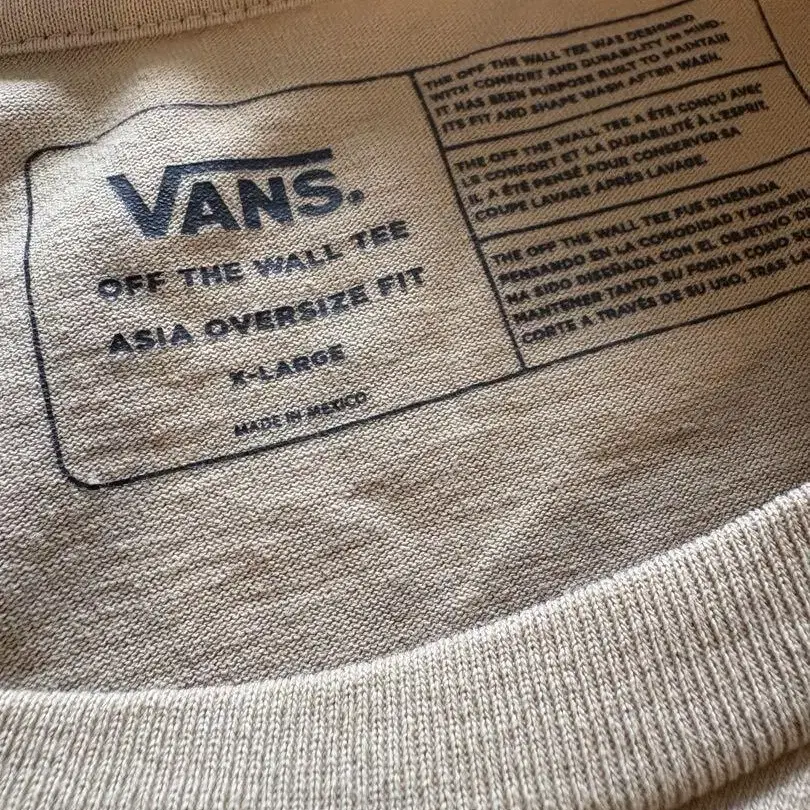 VANS.
OFF THE WALL TEE
ASIA OVERSIZE FIT
X-LARGE
MADE IN MEXICO
THE OFF THE WALL TEE WAS DESIGNED
WITH COMFORT AND DURABILITY IN MIND.
IT HAS BEEN PURPOSE BUILT TO MAINTAIN
ITS FIT AND SHAPE WASH AFTER WASH.
THE OFF THE WALL TEE A ÉTÉ CONÇU AVEC
LE CONFORT ET LA DURABILITÉ À L'ESPRIT.
IL A ÉTÉ PENSÉ POUR CONSERVER SA
COUPE LAVAGE APRÈS LAVAGE.
THE OFF THE WALL TEE FUE DISEÑADA
PENSANDO EN LA COMODIDAD Y
HA SIDO DISEÑADA CON EL OBJETIVO
MANTENER TANTO SU FORMA COMO
CORTE A TRAVÉS DE SU USO, TRAS